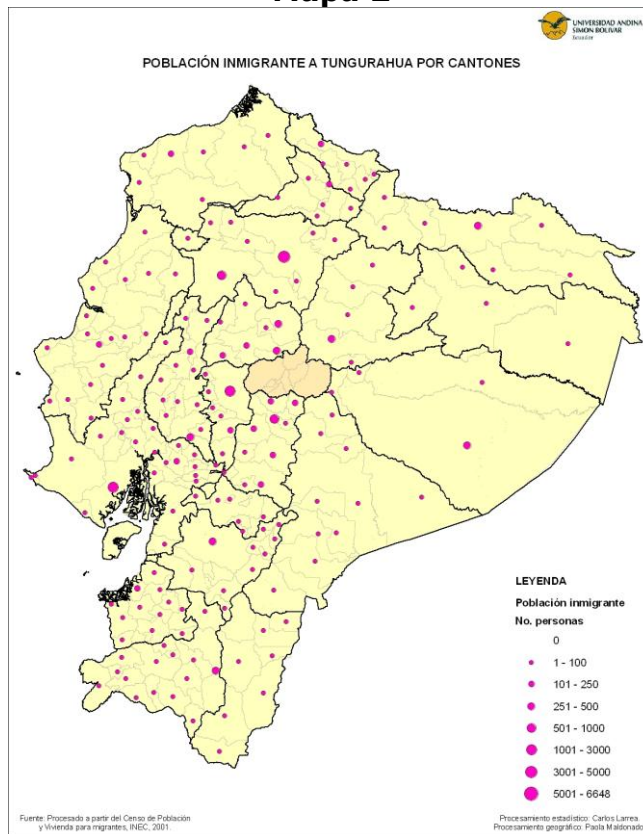 Mapa 2
UNIVERSIDAD ANDINA
SIMON BOLIVAR
Ecuador
POBLACIÓN INMIGRANTE A TUNGURAHUA POR CANTONES
LEYENDA
Población inmigrante
No. personas
0
1 - 100
101 - 250
251 - 500
501 - 1000
1001 - 3000
3001 - 5000
5001 - 6648
Fuente: Procesado a partir del Censo de Población
y Vivienda para migrantes, INEC, 2001.
Procesamiento estadístico: Carlos Larrea.
Procesamiento geográfico: Paola Maldonado